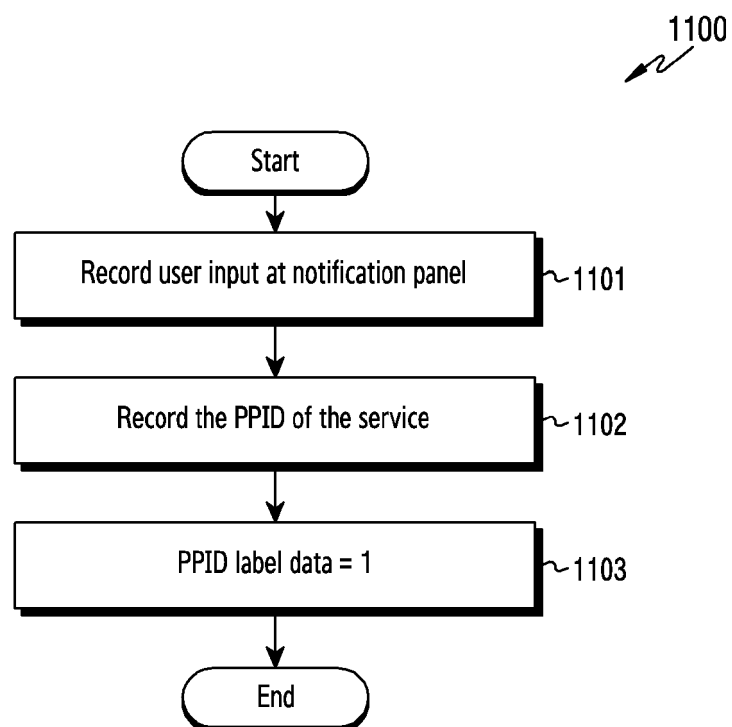 1100
Start
Record user input at notification panel
1101
Record the PPID of the service
1102
PPID label data = 1
1103
End